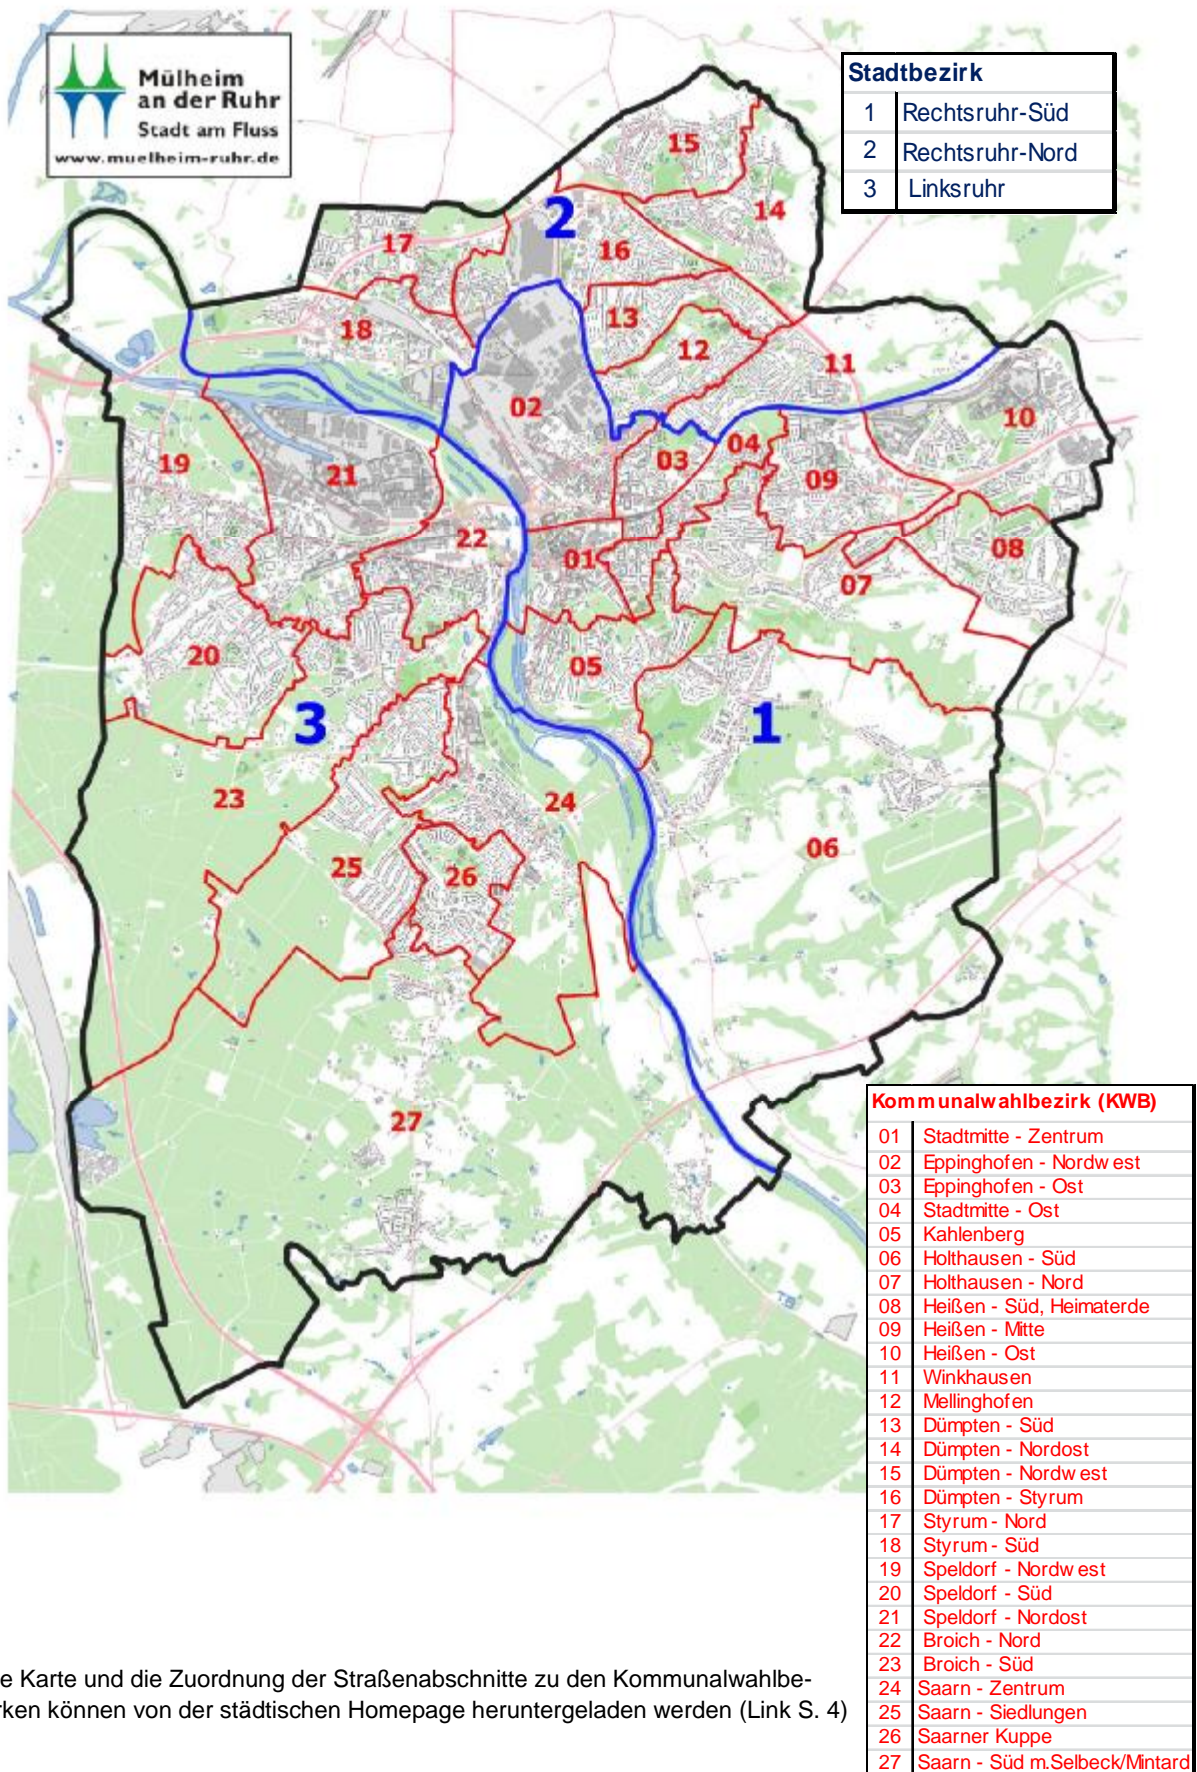 Mülheim
an der Ruhr
Stadt am Fluss
www.muelheim-ruhr.de
Stadtbezirk
1 Rechtsruhr-Süd
2 Rechtsruhr-Nord
3 Linksruhr
15
14
2
16
17
13
18
12
11
02
10
04
03
19
21
09
22
08
01
07
20
05
3
1
23
24
06
25
26
27
Kommunalwahlbezirk (KWB)
01 Stadtmitte - Zentrum
02 Eppinghofen - Nordwest
03 Eppinghofen - Ost
04 Stadtmitte - Ost
05 Kahlenberg
06 Holthausen - Süd
07 Holthausen - Nord
08 Heißen - Süd, Heimaterde
09 Heißen - Mitte
10 Heißen - Ost
11 Winkhausen
12 Mellinghofen
13 Dümpten - Süd
14 Dümpten - Nordost
15 Dümpten - Nordwest
16 Dümpten - Styrum
17 Styrum - Nord
18 Styrum - Süd
19 Speldorf - Nordwest
20 Speldorf - Süd
21 Speldorf - Nordost
22 Broich - Nord
23 Broich - Süd
24 Saarn - Zentrum
25 Saarn - Siedlungen
26 Saarner Kuppe
27 Saarn - Süd m.Selbeck/Mintard
e Karte und die Zuordnung der Straßenabschnitte zu den Kommunalwahlbe-
rken können von der städtischen Homepage heruntergeladen werden (Link S. 4)